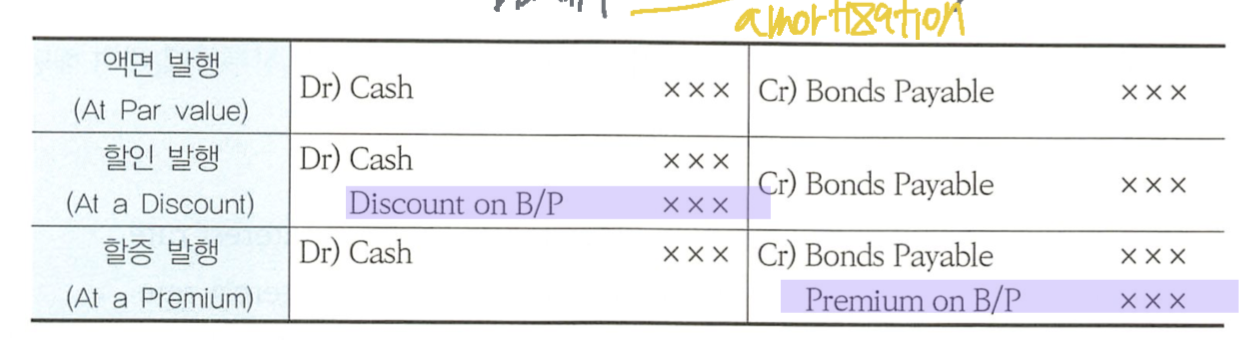 amortization
액면 발행
(At Par value)
Dr) Cash ×××
Cr) Bonds Payable ×××
할인 발행
(At a Discount)
Dr) Cash ×××
Discount on B/P ×××
Cr) Bonds Payable ×××
할증 발행
(At a Premium)
Dr) Cash ×××
Cr) Bonds Payable ×××
Premium on B/P ×××